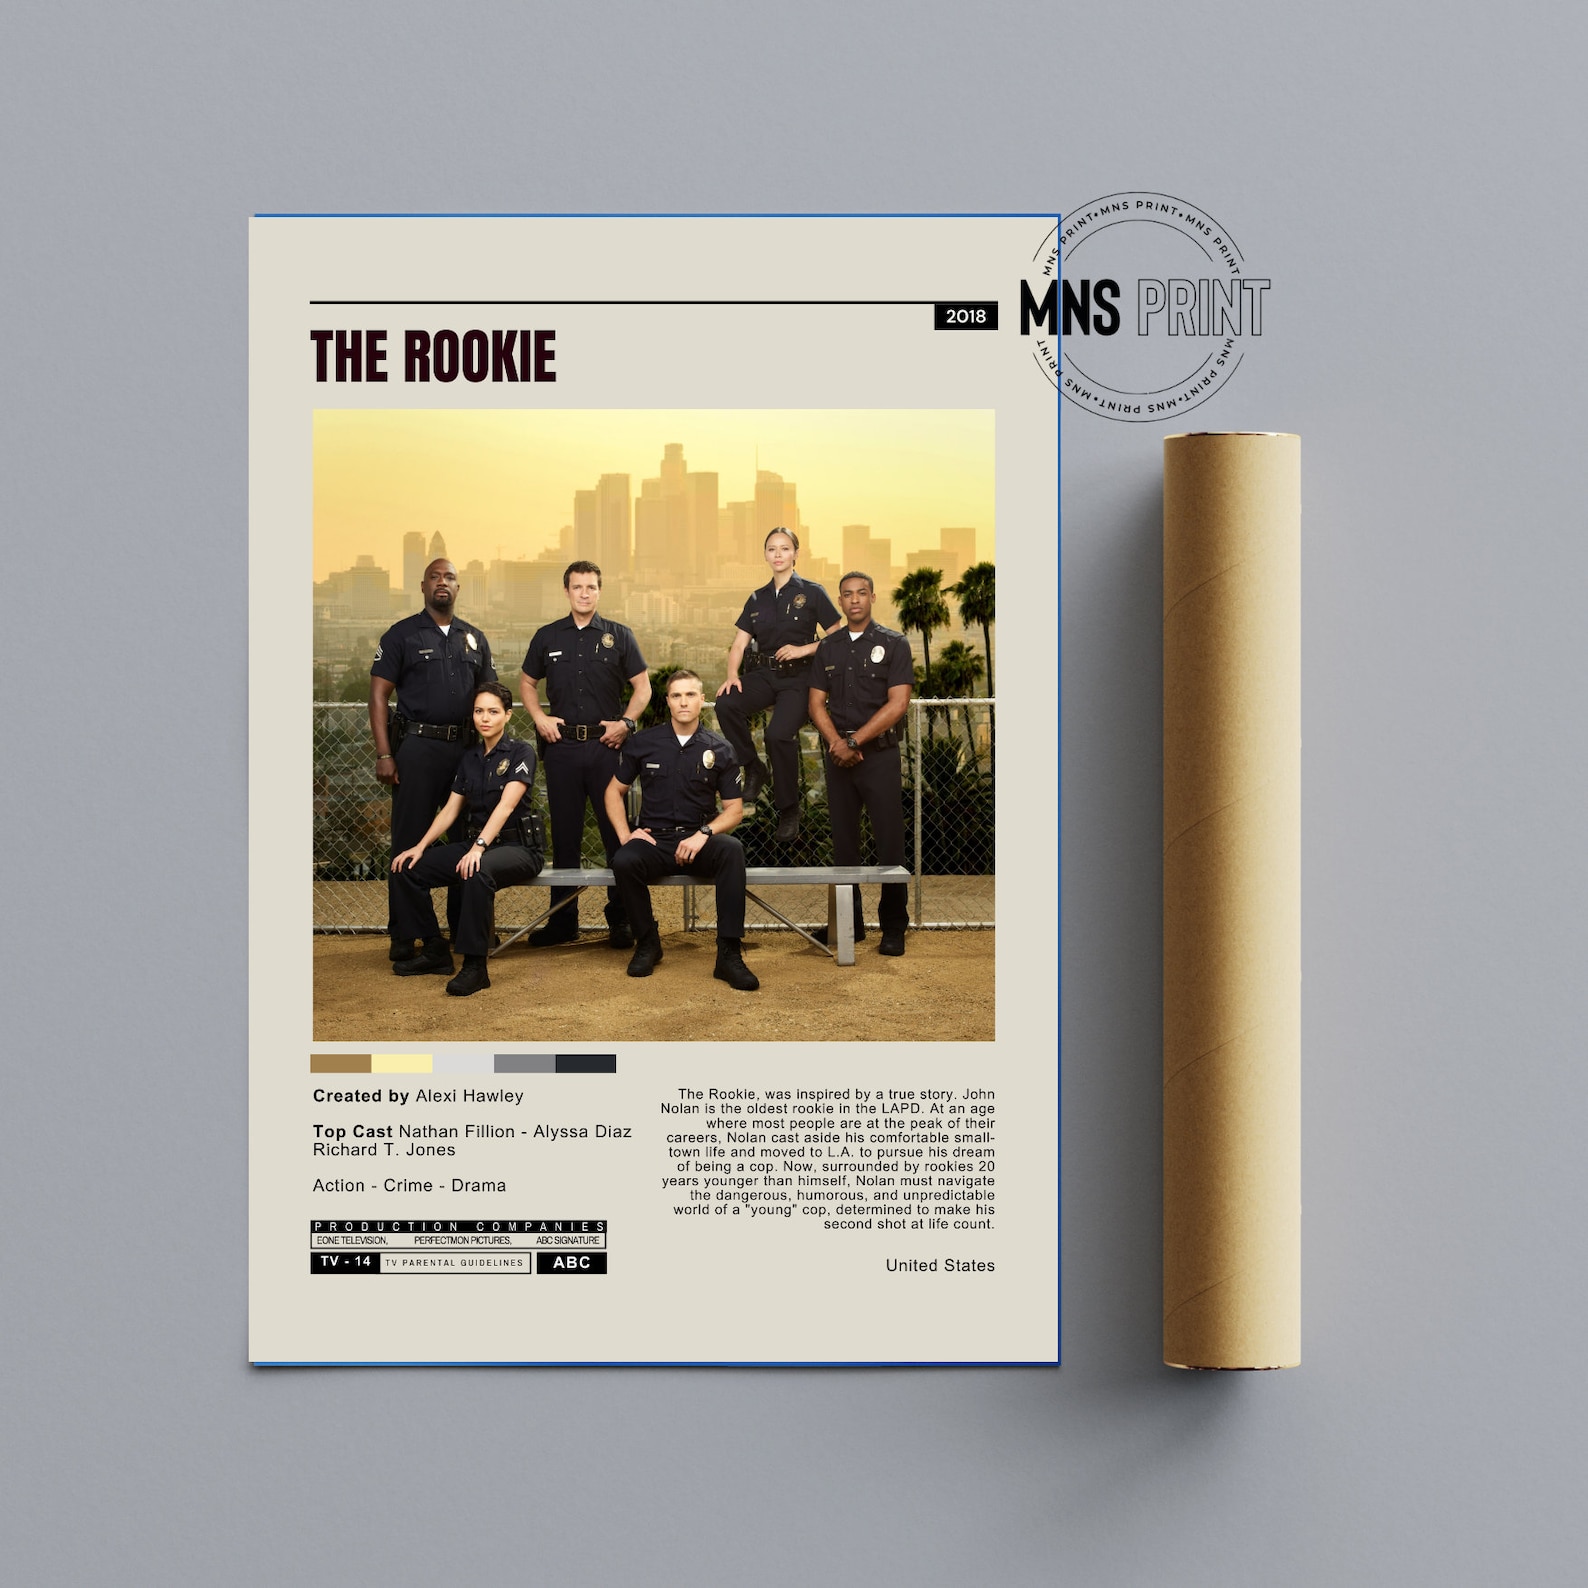 MNS PRINT•MNS PRINT•MNS PRINT
MNS PRINT
MNS PRINT•MNS PRINT•MNS PRINT
2018
THE ROOKIE
Created by Alexi Hawley
Top Cast Nathan Fillion - Alyssa Diaz
Richard T. Jones
Action - Crime - Drama
PRODUCTION COMPANIES
EONE TELEVISION, PERFECTMON PICTURES, ABC SIGNATURE
TV - 14 TV PARENTAL GUIDELINES ABC
The Rookie, was inspired by a true story. John
Nolan is the oldest rookie in the LAPD. At an age
where most people are at the peak of their
careers, Nolan cast aside his comfortable small-
town life and moved to L.A. to pursue his dream
of being a cop. Now, surrounded by rookies 20
years younger than himself, Nolan must navigate
the dangerous, humorous, and unpredictable
world of a "young" cop, determined to make his
second shot at life count.
United States